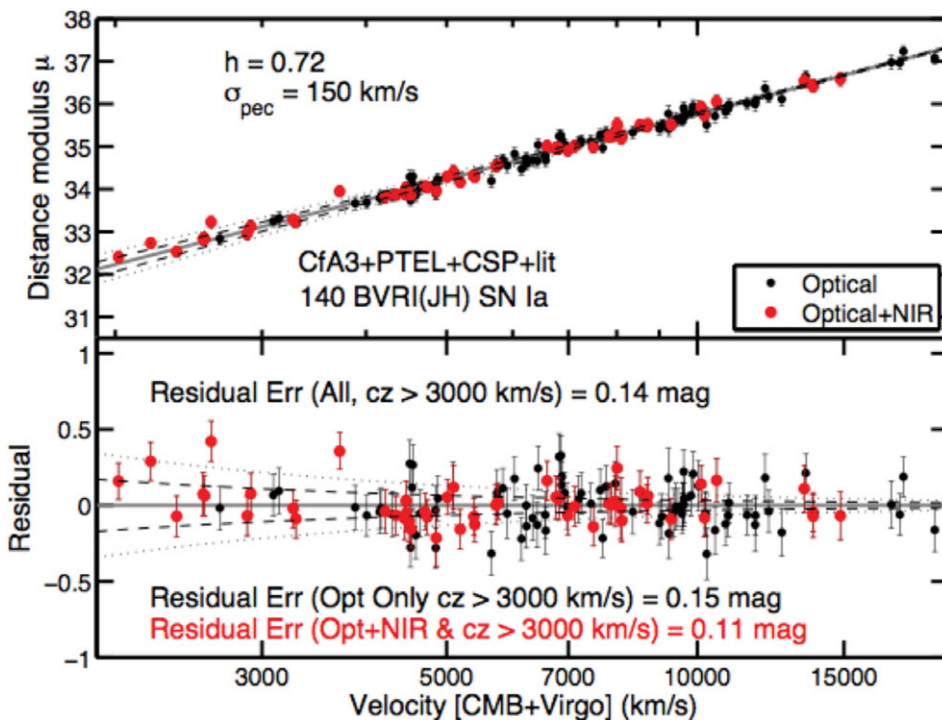 Distance modulus μ
37
36
35
34
33
32
31
h = 0.72
σpec = 150 km/s
CfA3+PTEL+CSP+lit
140 BVRI(JH) SN Ia
Optical
Optical+NIR
Residual
1
0.5
0
−0.5
−1
Residual Err (All, cz > 3000 km/s) = 0.14 mag
Residual Err (Opt Only cz > 3000 km/s) = 0.15 mag
Residual Err (Opt+NIR & cz > 3000 km/s) = 0.11 mag
3000 5000 7000 10000 15000
Velocity [CMB+Virgo] (km/s)